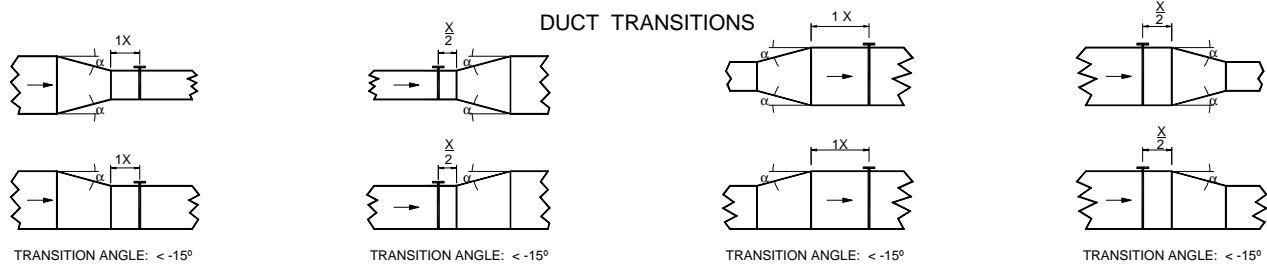 DUCT TRANSITIONS
1X
α
α
X
2
α
α
1 X
α
α
X
2
α
α
1X
α
X
2
α
1X
α
X
2
α
TRANSITION ANGLE: < -15º
TRANSITION ANGLE: < -15º
TRANSITION ANGLE: < -15º
TRANSITION ANGLE: < -15º